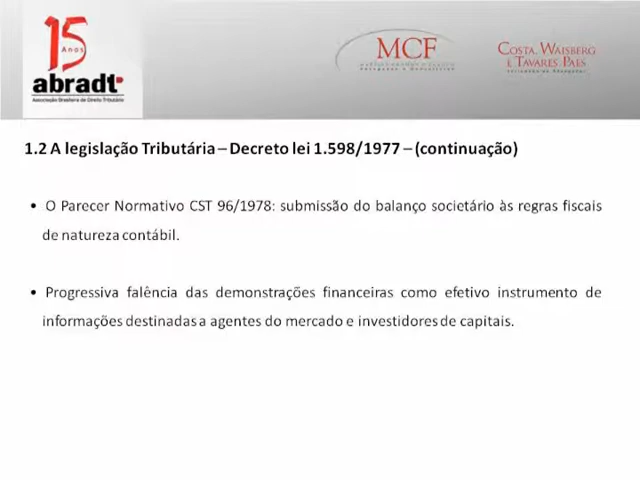 15
Anos
abradt
Associação Brasileira de Direito Tributário
MCF
Advogados e Consultores
COSTA, WAISBERG
E TAVARES PAES
1.2 A legislação Tributária – Decreto lei 1.598/1977 – (continuação)
• O Parecer Normativo CST 96/1978: submissão do balanço societário às regras fiscais
de natureza contábil.
• Progressiva falência das demonstrações financeiras como efetivo instrumento de
informações destinadas a agentes do mercado e investidores de capitais.